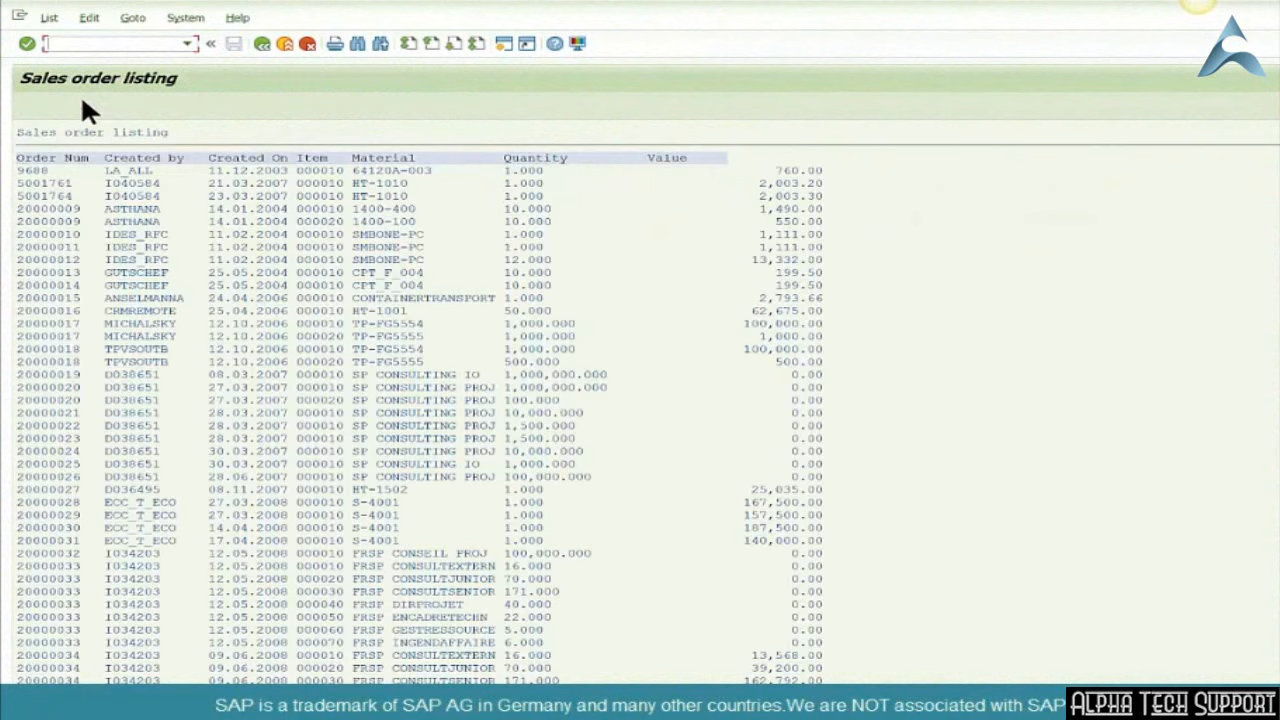 List Edit Goto System Help
Sales order listing
Sales order listing
Order Num Created by Created On Item Material Quantity Value
9688 LA_ALL 11.12.2003 000010 64120A-003 1.000 760.00
5001761 I040584 21.03.2007 000010 HT-1010 1.000 2,003.20
5001764 I040584 23.03.2007 000010 HT-1010 1.000 2,003.30
20000009 ASTHANA 14.01.2004 000010 1400-400 10.000 1,490.00
20000009 ASTHANA 14.01.2004 000020 1400-100 10.000 550.00
20000010 IDES_RFC 11.02.2004 000010 SMBONE-PC 1.000 1,111.00
20000011 IDES_RFC 11.02.2004 000010 SMBONE-PC 1.000 1,111.00
20000012 IDES_RFC 11.02.2004 000010 SMBONE-PC 12.000 13,332.00
20000013 GUTSCHEF 25.05.2004 000010 CPT_F_004 10.000 199.50
20000014 GUTSCHEF 25.05.2004 000010 CPT_F_004 10.000 199.50
20000015 ANSELMANNA 24.04.2006 000010 CONTAINERTRANSPORT 1.000 2,793.66
20000016 CRMREMOTE 25.04.2006 000010 HT-1001 50.000 62,675.00
20000017 MICHALSKY 12.10.2006 000010 TP-FG5554 1,000.000 100,000.00
20000017 MICHALSKY 12.10.2006 000020 TP-FG5555 1,000.000 1,000.00
20000018 TPVSOUTB 12.10.2006 000010 TP-FG5554 1,000.000 100,000.00
20000018 TPVSOUTB 12.10.2006 000020 TP-FG5555 500.000 500.00
20000019 D038651 08.03.2007 000010 SP CONSULTING IO 1,000,000.000 0.00
20000020 D038651 27.03.2007 000010 SP CONSULTING PROJ 1,000,000.000 0.00
20000020 D038651 27.03.2007 000020 SP CONSULTING PROJ 100.000 0.00
20000021 D038651 28.03.2007 000010 SP CONSULTING PROJ 10,000.000 0.00
20000022 D038651 28.03.2007 000010 SP CONSULTING PROJ 1,500.000 0.00
20000023 D038651 28.03.2007 000010 SP CONSULTING PROJ 1,500.000 0.00
20000024 D038651 30.03.2007 000010 SP CONSULTING PROJ 10,000.000 0.00
20000025 D038651 30.03.2007 000010 SP CONSULTING IO 1,000.000 0.00
20000026 D038651 28.06.2007 000010 SP CONSULTING PROJ 100,000.000 0.00
20000027 D036495 08.11.2007 000010 HT-1502 1.000 25,035.00
20000028 ECC_T_ECO 27.03.2008 000010 S-4001 1.000 167,500.00
20000029 ECC_T_ECO 27.03.2008 000010 S-4001 1.000 157,500.00
20000030 ECC_T_ECO 14.04.2008 000010 S-4001 1.000 187,500.00
20000031 ECC_T_ECO 17.04.2008 000010 S-4001 1.000 140,000.00
20000032 I034203 12.05.2008 000010 FRSP CONSEIL PROJ 100,000.000 0.00
20000033 I034203 12.05.2008 000010 FRSP CONSULTEXTERN 16.000 0.00
20000033 I034203 12.05.2008 000020 FRSP CONSULTJUNIOR 70.000 0.00
20000033 I034203 12.05.2008 000030 FRSP CONSULTSENIOR 171.000 0.00
20000033 I034203 12.05.2008 000040 FRSP DIRPROJET 40.000 0.00
20000033 I034203 12.05.2008 000050 FRSP ENCADRETECHN 22.000 0.00
20000033 I034203 12.05.2008 000060 FRSP GESTRESSOURCE 5.000 0.00
20000033 I034203 12.05.2008 000070 FRSP INGENDAFFAIRE 6.000 0.00
20000034 I034203 09.06.2008 000010 FRSP CONSULTEXTERN 16.000 13,568.00
20000034 I034203 09.06.2008 000020 FRSP CONSULTJUNIOR 70.000 39,200.00
20000034 I034203 09.06.2008 000030 FRSP CONSULTSENIOR 171.000 162,792.00
SAP is a trademark of SAP AG in Germany and many other countries.We are NOT associated with SAP
ALPHA TECH SUPPORT